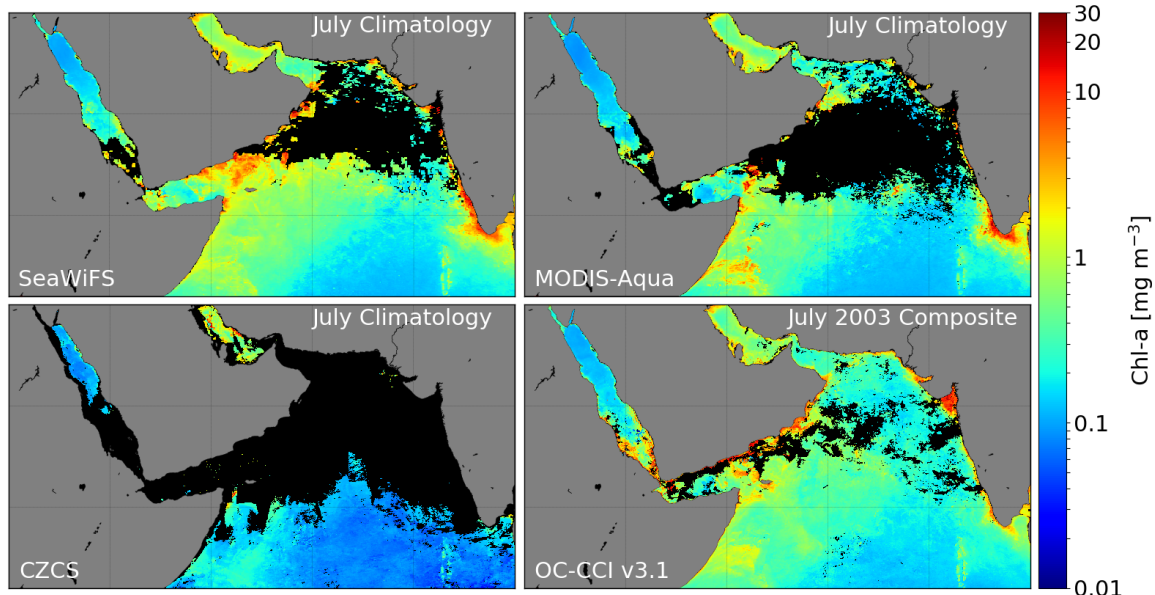 July Climatology
SeaWiFS
July Climatology
MODIS-Aqua
July Climatology
CZCS
July 2003 Composite
OC-CCI v3.1
30
20
10
1
0.1
0.01
Chl-a [mg m⁻³]